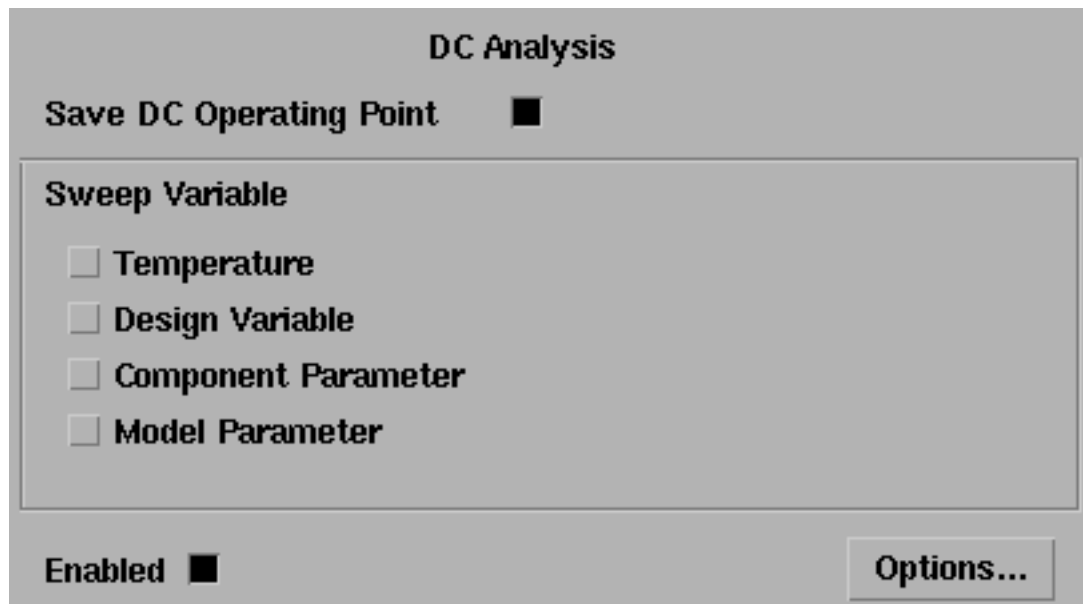 DC Analysis
Save DC Operating Point
Sweep Variable
Temperature
Design Variable
Component Parameter
Model Parameter
Enabled
Options...